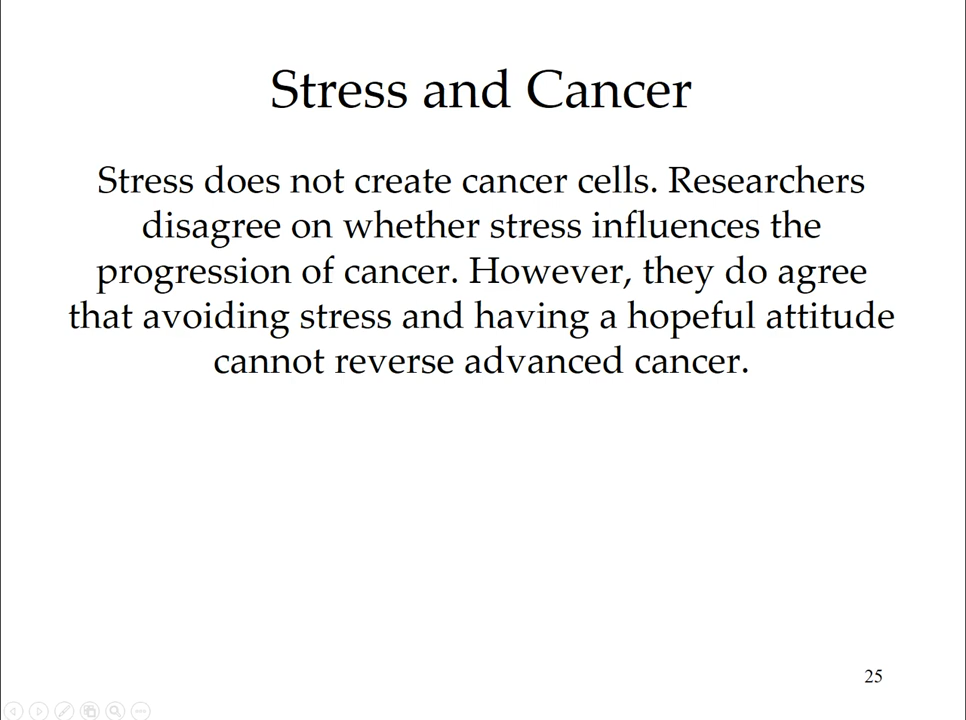 Stress and Cancer
Stress does not create cancer cells. Researchers
disagree on whether stress influences the
progression of cancer. However, they do agree
that avoiding stress and having a hopeful attitude
cannot reverse advanced cancer.
25